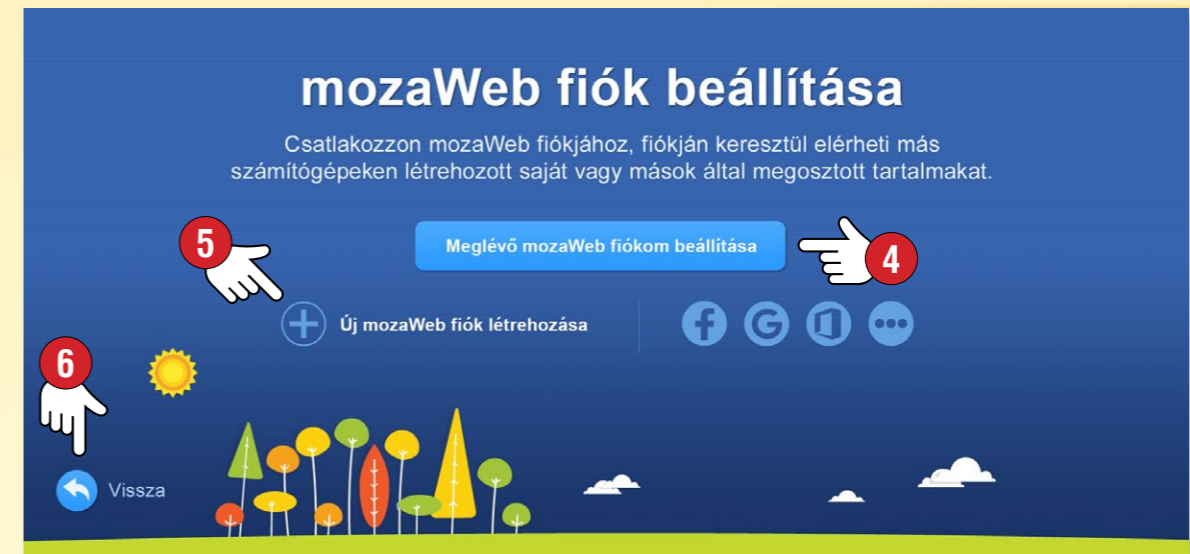 mozaWeb fiók beállítása
Csatlakozzon mozaWeb fiókjához, fiókján keresztül elérheti más
számítógépeken létrehozott saját vagy mások által megosztott tartalmakat.
5
Meglévő mozaWeb fiókom beállítása
4
Új mozaWeb fiók létrehozása
6
Vissza